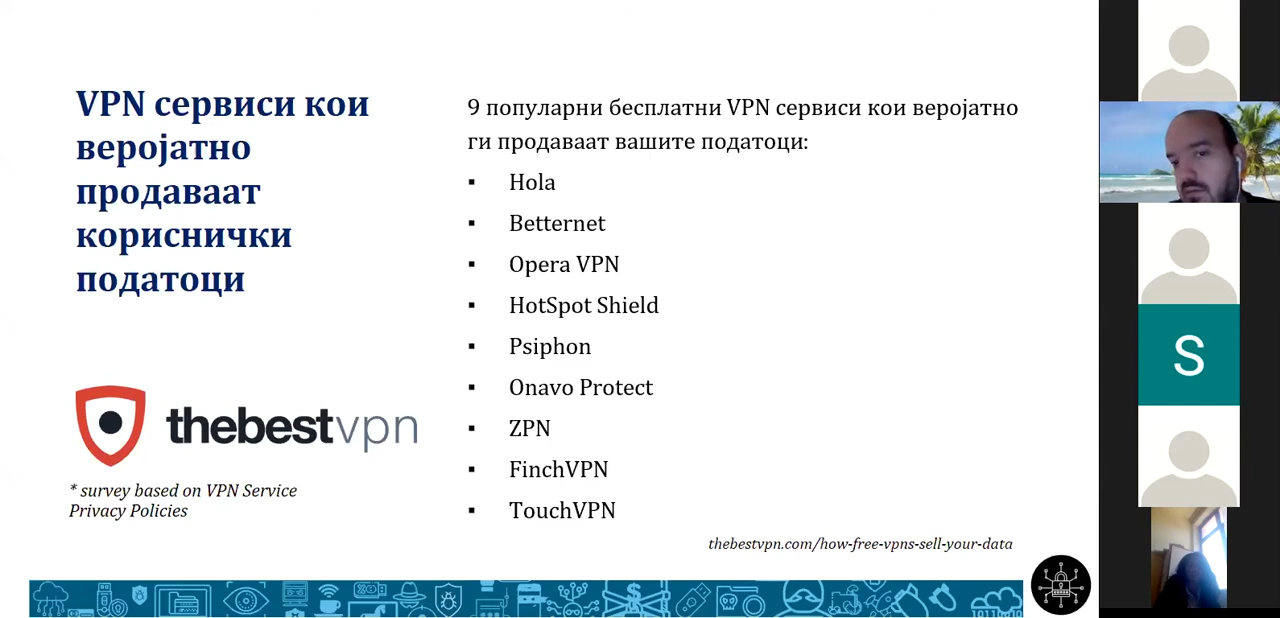 VPN сервиси кои
веројатно
продаваат
кориснички
податоци
thebestvpn
* survey based on VPN Service
Privacy Policies
9 популарни бесплатни VPN сервиси кои веројатно
ги продаваат вашите податоци:
▪ Hola
▪ Betternet
▪ Opera VPN
▪ HotSpot Shield
▪ Psiphon
▪ Onavo Protect
▪ ZPN
▪ FinchVPN
▪ TouchVPN
thebestvpn.com/how-free-vpns-sell-your-data
S